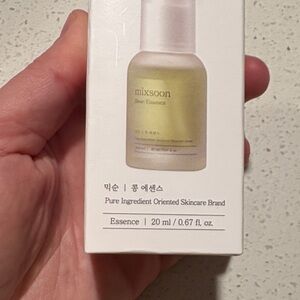 mixsoon
Bean Essence
믹순 | 콩 에센스
Pure Ingredient Oriented Skincare Brand
Essence | 20 ml / 0.67 fl. oz.